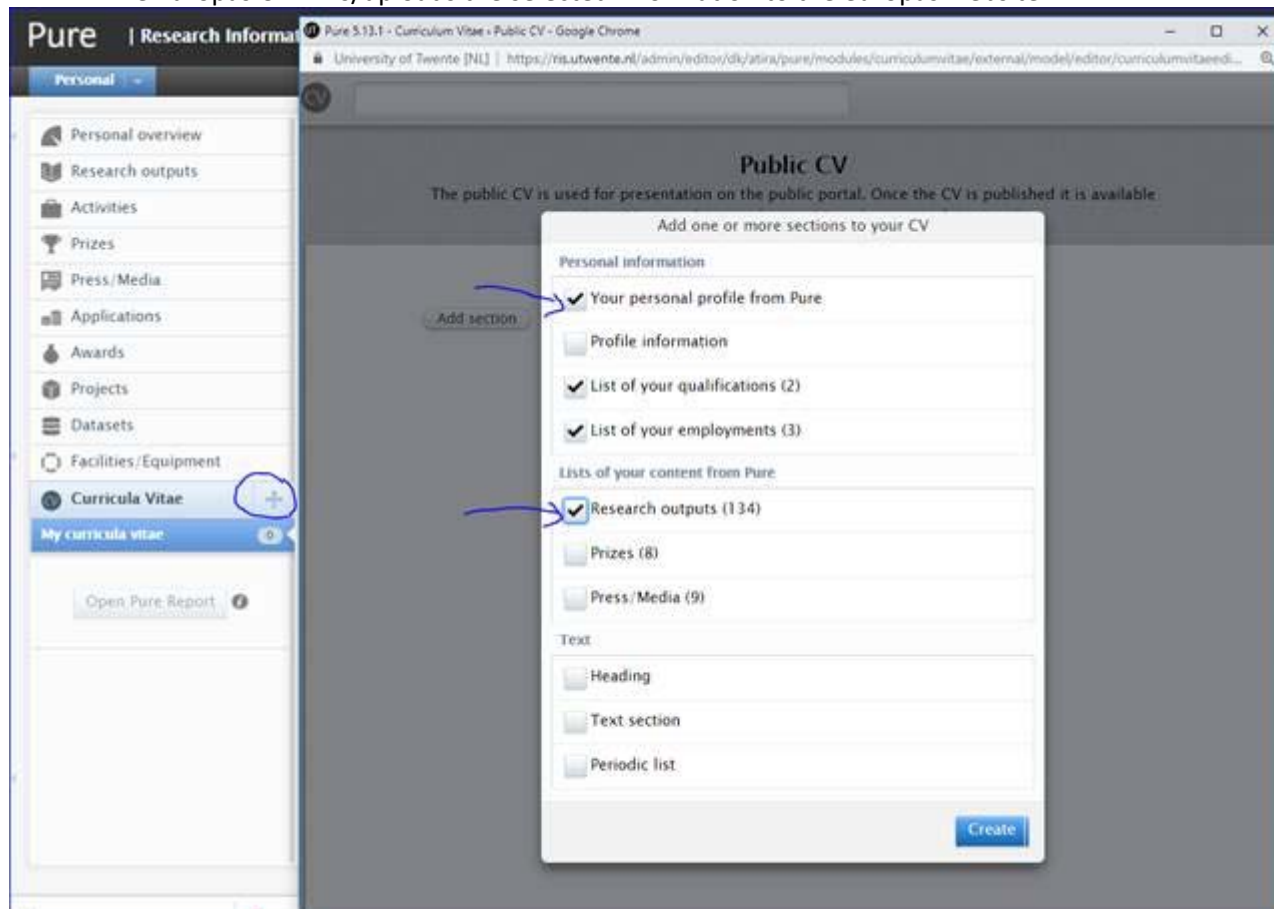 Pure | Research Informa
Personal
Personal overview
Research outputs
Activities
Prizes
Press/Media
Applications
Awards
Projects
Datasets
Facilities/Equipment
Curricula Vitae
My curricula vitae 0
Open Pure Report
Pure 5.13.1 - Curriculum Vitae › Public CV - Google Chrome
University of Twente [NL] | https://ris.utwente.nl/admin/editor/dk/atira/pure/modules/curriculumvitae/external/model/editor/curriculumvitaeedi...
CV
Public CV
The public CV is used for presentation on the public portal. Once the CV is published it is available
Add section
Add one or more sections to your CV
Personal information
Your personal profile from Pure
Profile information
List of your qualifications (2)
List of your employments (3)
Lists of your content from Pure
Research outputs (134)
Prizes (8)
Press/Media (9)
Text
Heading
Text section
Periodic list
Create